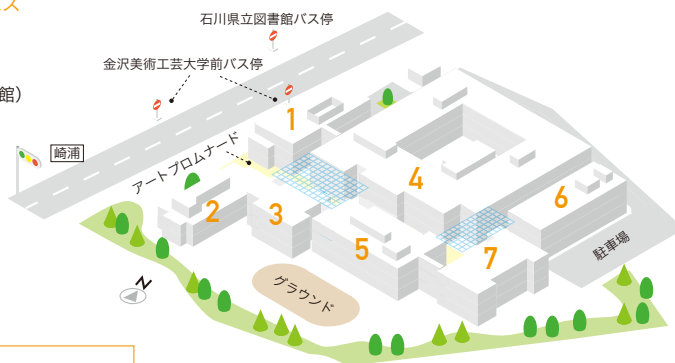 ス
石川県立図書館バス停
金沢美術工芸大学前バス停
館）
崎浦
アートプロムナード
1
2
3
4
5
6
7
駐車場
グラウンド
N